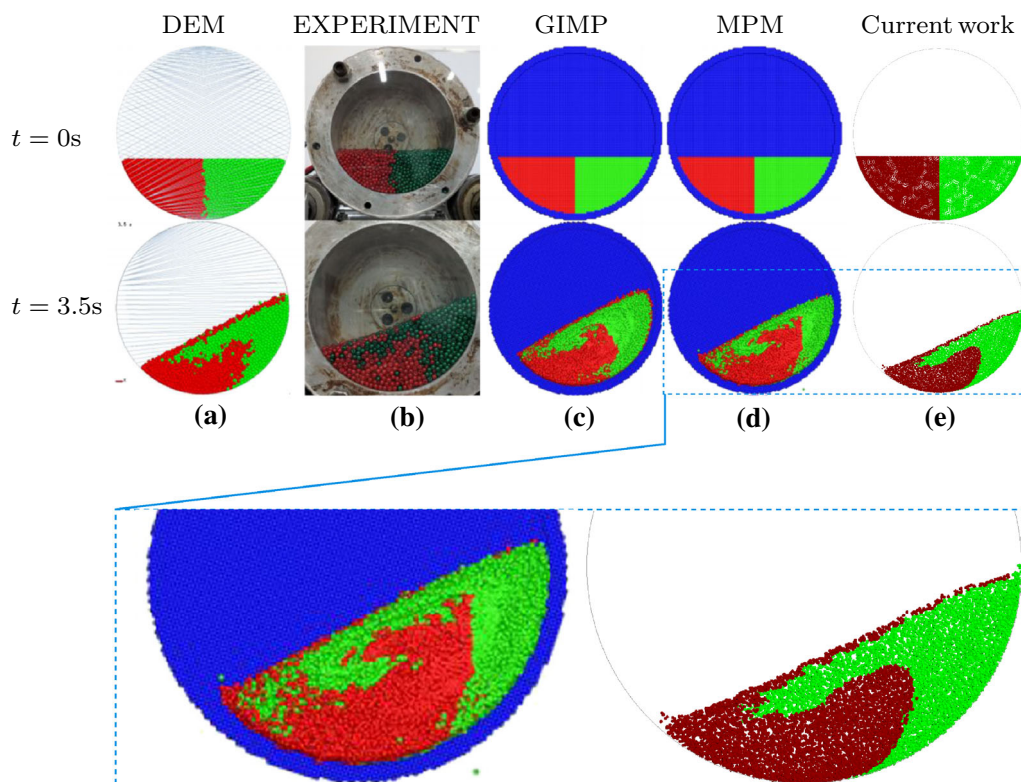 DEM EXPERIMENT GIMP MPM Current work
t = 0s
t = 3.5s
(a) (b) (c) (d) (e)